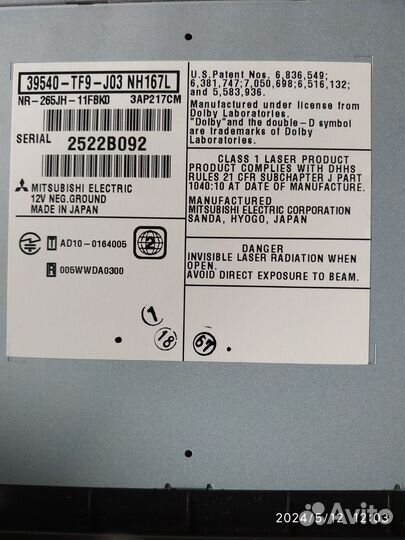 39540-TF9-J03 NH167L
NR-265JH-11FBKD 3AP217CM
SERIAL 2522B092
MITSUBISHI ELECTRIC
12V NEG.GROUND
MADE IN JAPAN
T AD10-0164005
2
R 005WWDA0300
U.S.Patent Nos. 6,836,549;
6,381,747;7,050,698;6,516,132;
and 5,583,936.
Manufactured under license from
Dolby Laboratories.
"Dolby"and the double-D symbol
are trademarks of Dolby
Laboratories.
CLASS 1 LASER PRODUCT
PRODUCT COMPLIES WITH DHHS
RULES 21 CFR SUBCHAPTER J PART
1040:10 AT DATE OF MANUFACTURE.
MANUFACTURED
MITSUBISHI ELECTRIC CORPORATION
SANDA, HYOGO, JAPAN
DANGER
INVISIBLE LASER RADIATION WHEN
OPEN.
AVOID DIRECT EXPOSURE TO BEAM.
1
18
67
2024/5/12 12:03
Avito